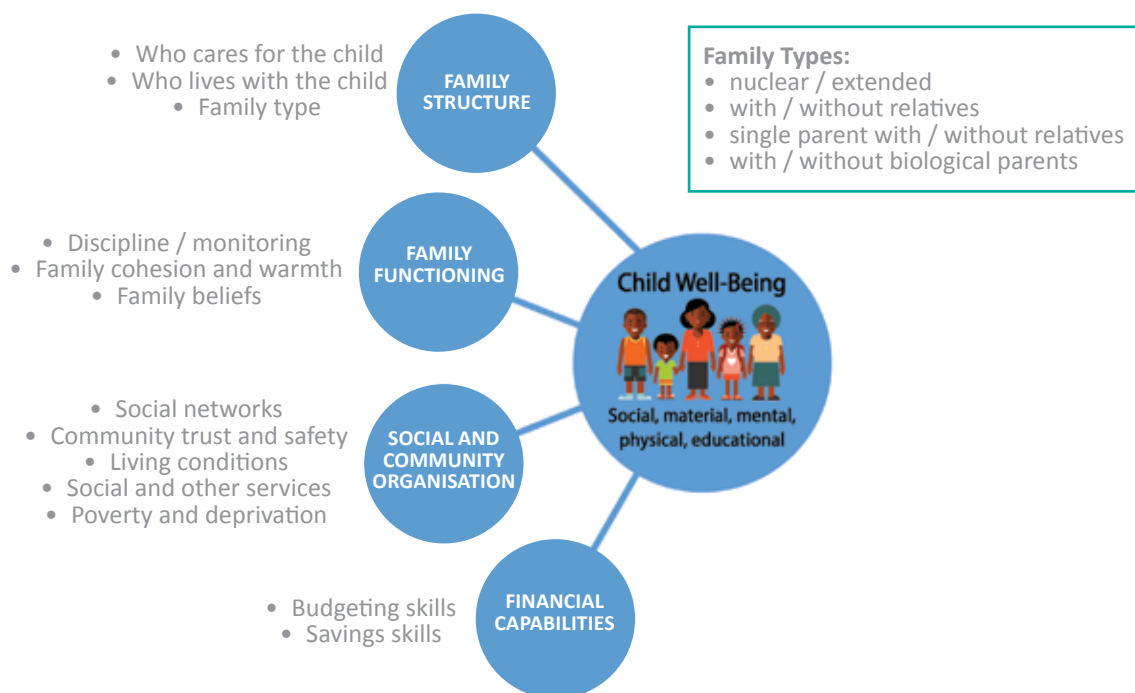 • Who cares for the child
• Who lives with the child
• Family type
FAMILY
STRUCTURE
Family Types:
• nuclear / extended
• with / without relatives
• single parent with / without relatives
• with / without biological parents
• Discipline / monitoring
• Family cohesion and warmth
• Family beliefs
FAMILY
FUNCTIONING
Child Well-Being
Social, material, mental,
physical, educational
• Social networks
• Community trust and safety
• Living conditions
• Social and other services
• Poverty and deprivation
SOCIAL AND
COMMUNITY
ORGANISATION
• Budgeting skills
• Savings skills
FINANCIAL
CAPABILITIES